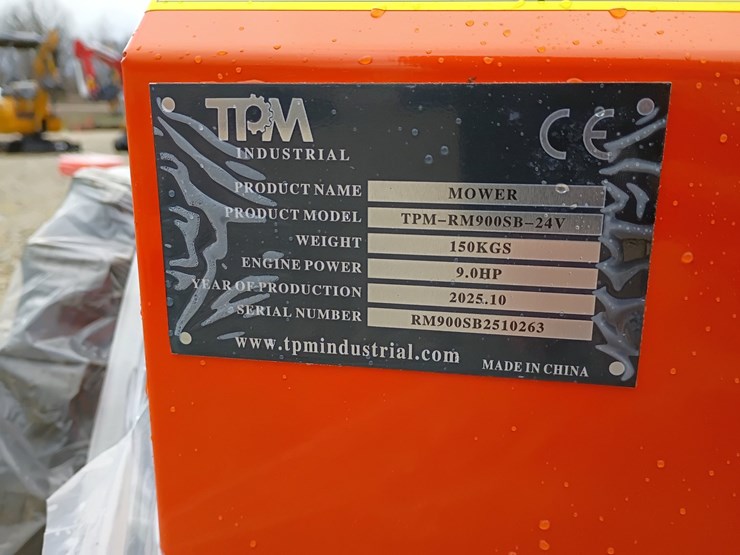 TPM
INDUSTRIAL
CE
PRODUCT NAME MOWER
PRODUCT MODEL TPM-RM900SB-24V
WEIGHT 150KGS
ENGINE POWER 9.0HP
YEAR OF PRODUCTION 2025.10
SERIAL NUMBER RM900SB2510263
www.tpmindustrial.com
MADE IN CHINA